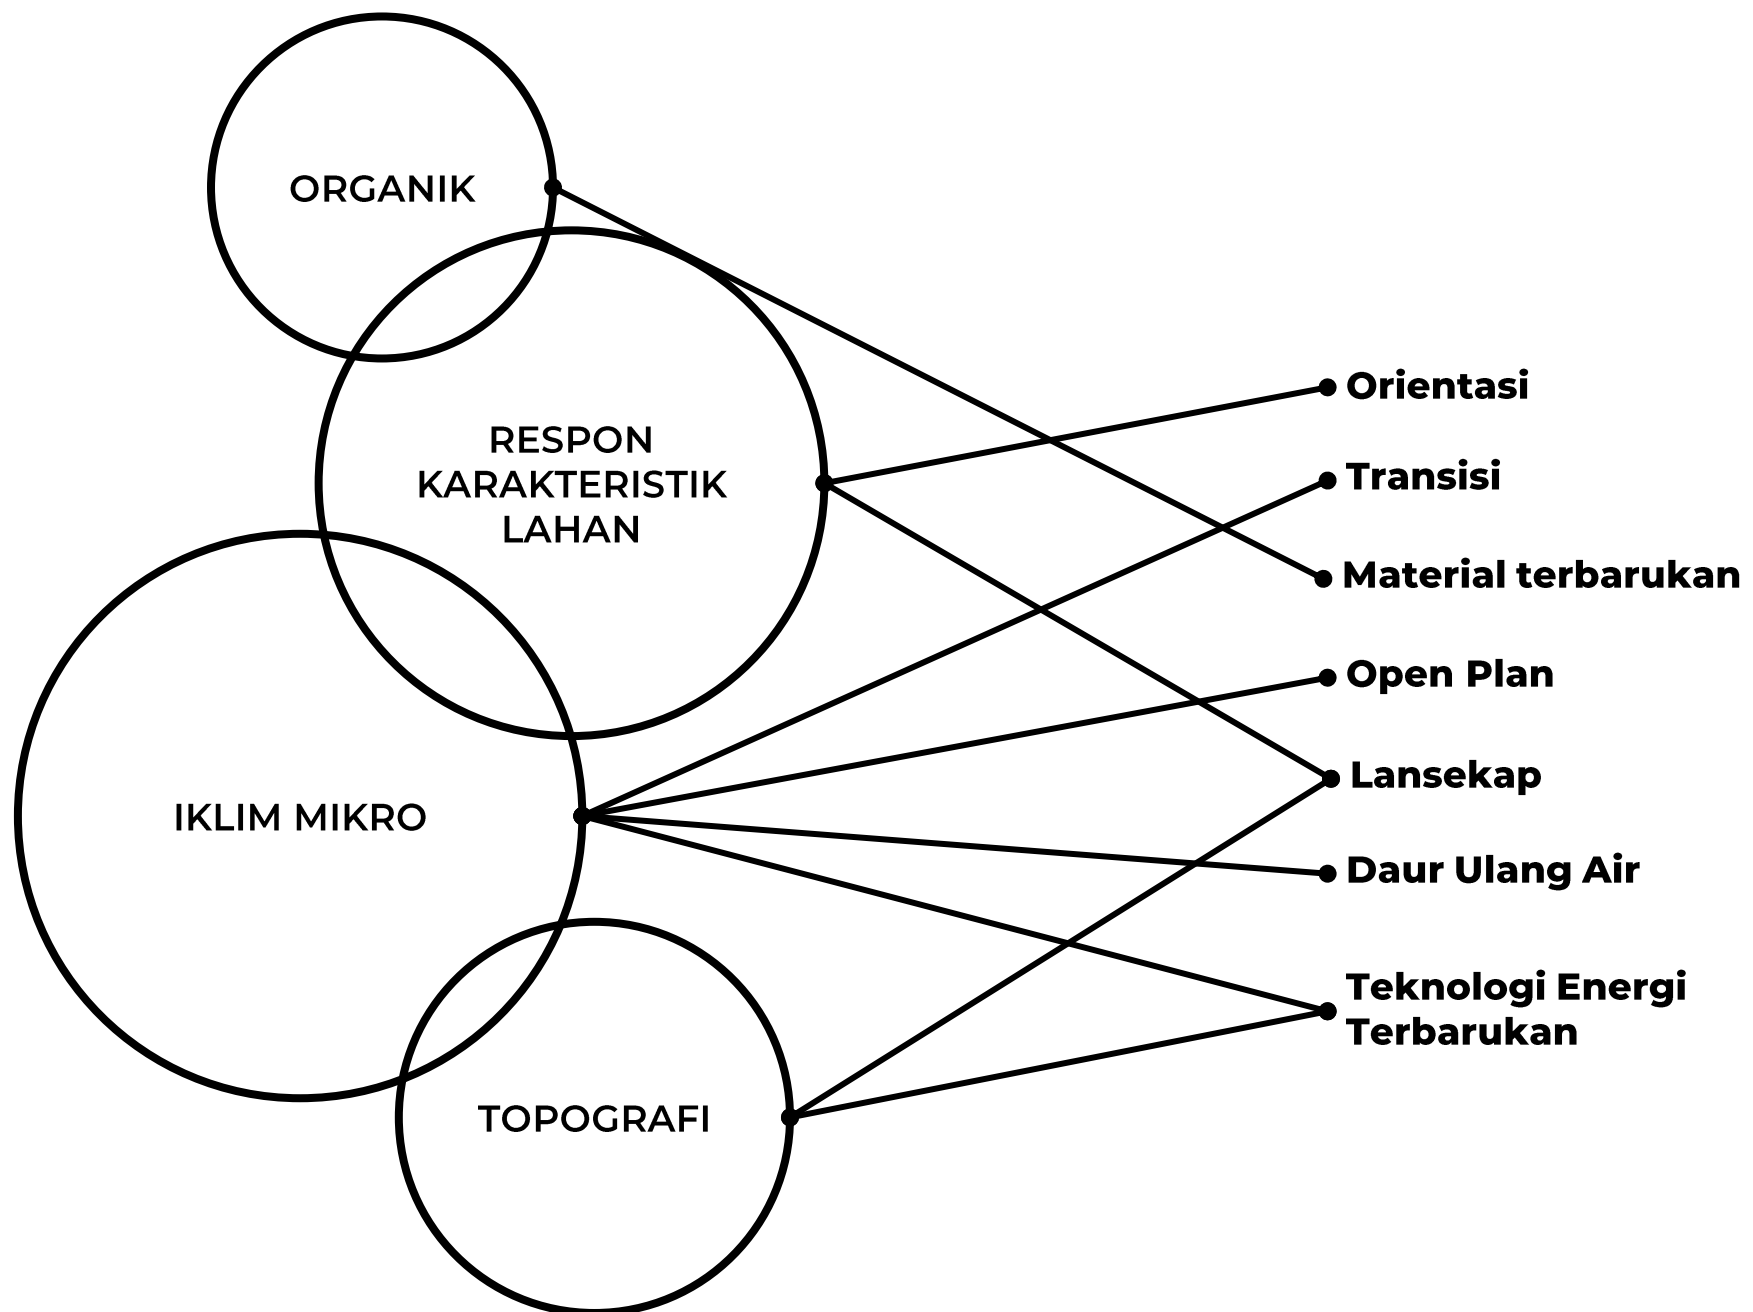 ORGANIK
RESPON
KARAKTERISTIK
LAHAN
IKLIM MIKRO
TOPOGRAFI
Orientasi
Transisi
Material terbarukan
Open Plan
Lansekap
Daur Ulang Air
Teknologi Energi
Terbarukan